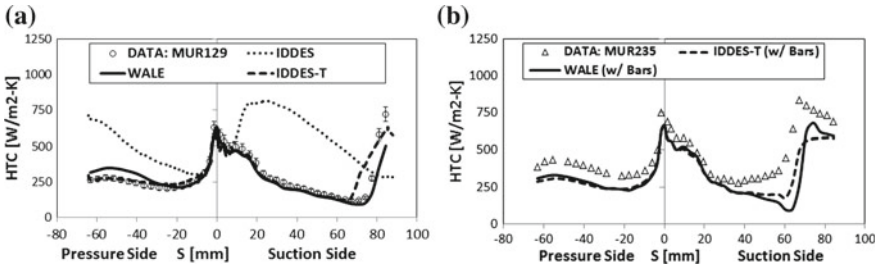 (a)
HTC [W/m2-K]
1250
1000
750
500
250
0
DATA: MUR129
IDDES
WALE
IDDES-T
-80 -60 -40 -20 0 20 40 60 80 100
Pressure Side S [mm] Suction Side
(b)
HTC [W/m2-K]
1250
1000
750
500
250
0
DATA: MUR235
IDDES-T (w/ Bars)
WALE (w/ Bars)
-80 -60 -40 -20 0 20 40 60 80 100
Pressure Side S [mm] Suction Side